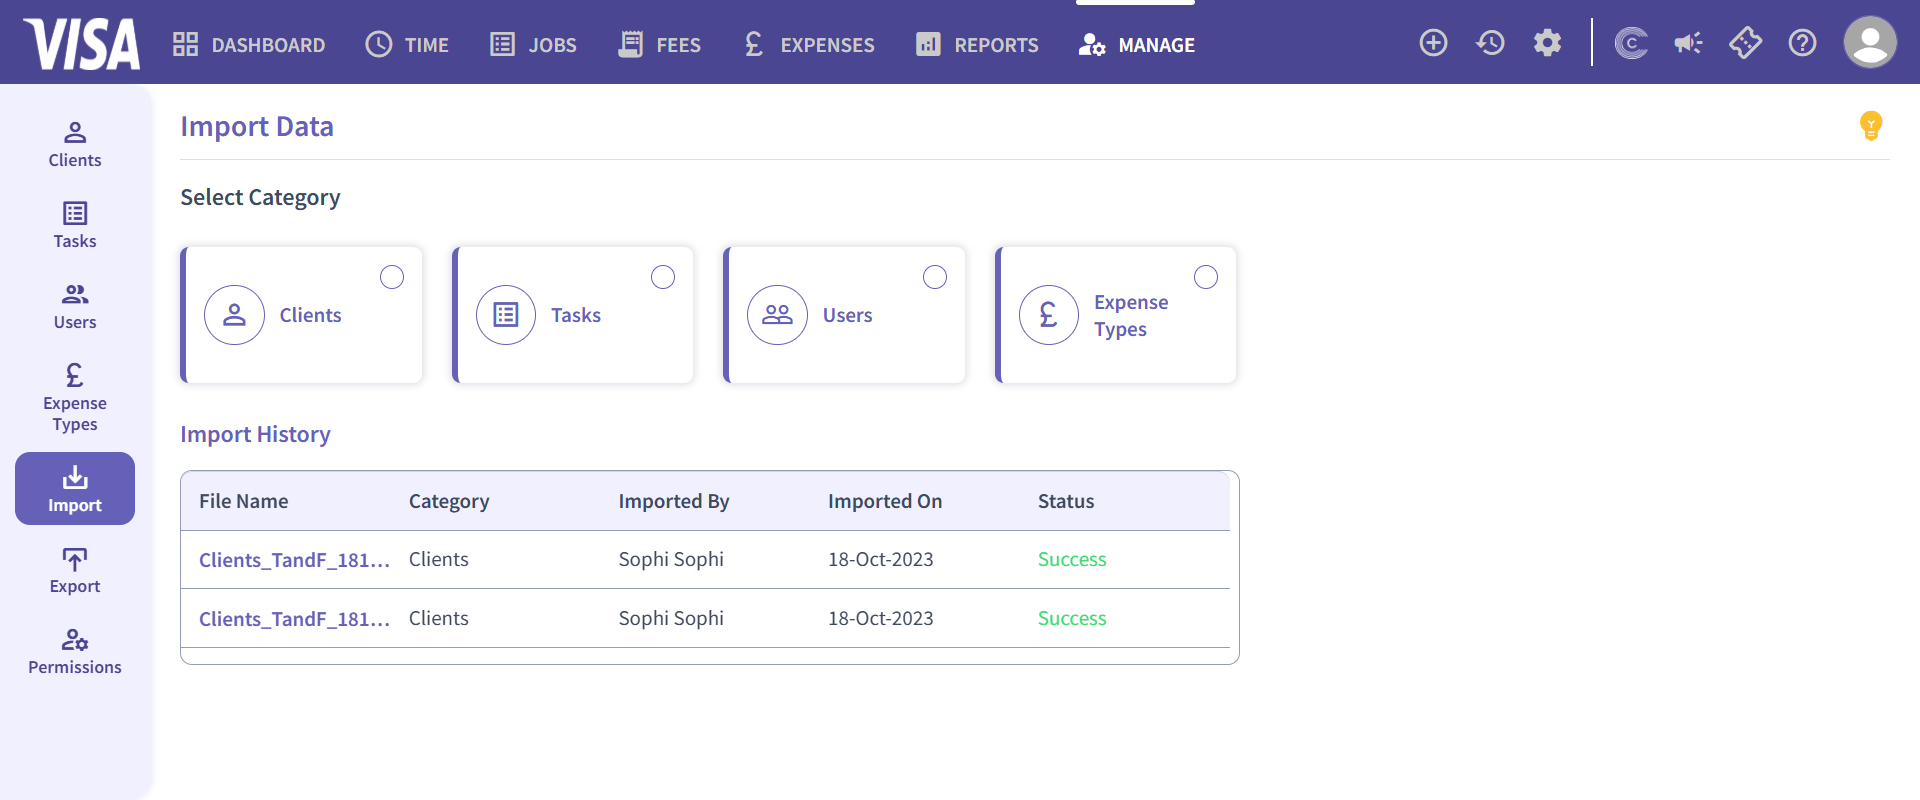 VISA DASHBOARD TIME JOBS FEES £ EXPENSES REPORTS MANAGE C ?
Clients
Tasks
Users
£
Expense
Types
Import
Export
Permissions
Import Data
Select Category
Clients
Tasks
Users
£ Expense
Types
Import History
File Name Category Imported By Imported On Status
Clients_TandF_181... Clients Sophi Sophi 18-Oct-2023 Success
Clients_TandF_181... Clients Sophi Sophi 18-Oct-2023 Success